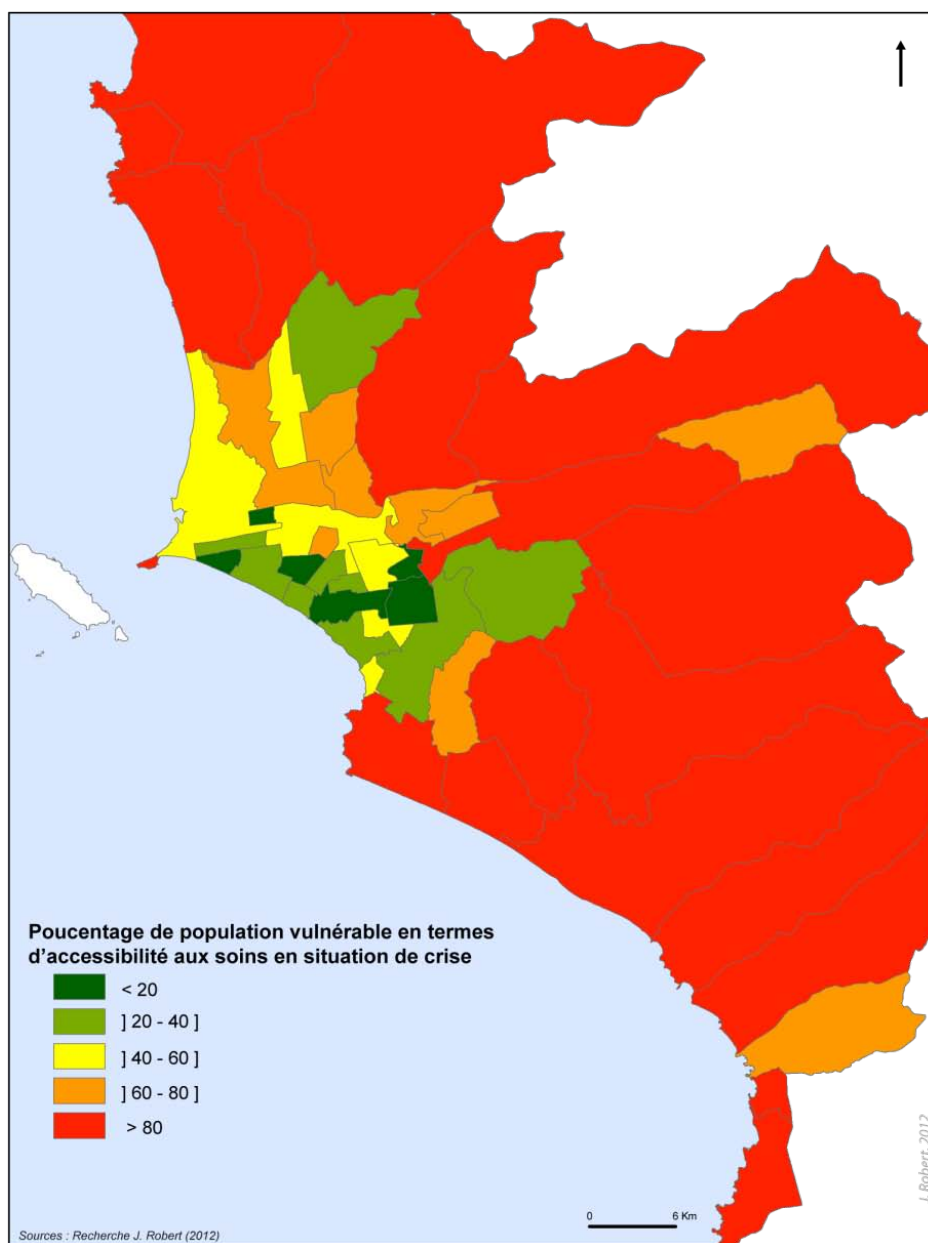 Poucentage de population vulnérable en termes
d'accessibilité aux soins en situation de crise
< 20
] 20 - 40 ]
] 40 - 60 ]
] 60 - 80 ]
> 80
0 6 Km
Sources : Recherche J. Robert (2012)
J. Robert, 2012